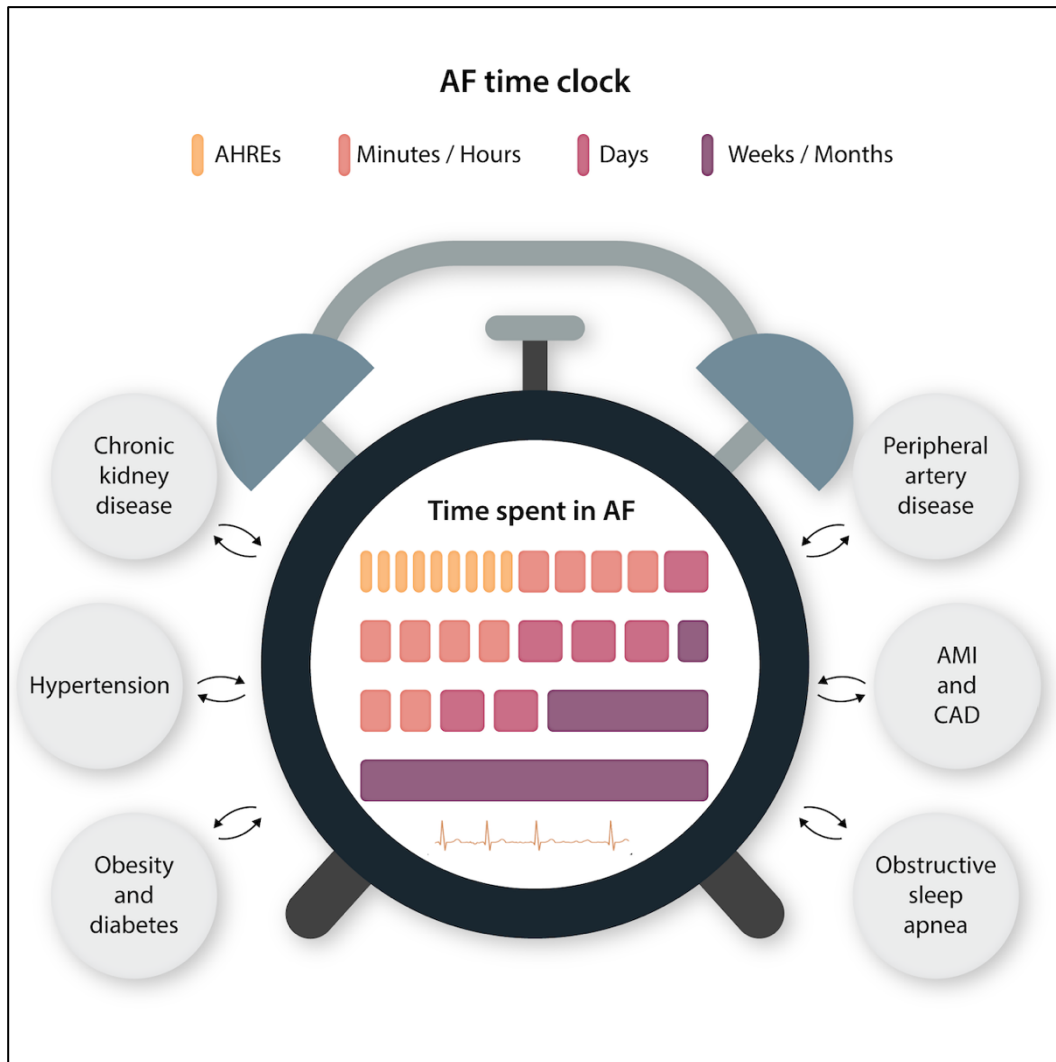 AF time clock
AHREs Minutes / Hours Days Weeks / Months
Chronic
kidney
disease
Peripheral
artery
disease
Time spent in AF
Hypertension
AMI
and
CAD
Obesity
and
diabetes
Obstructive
sleep
apnea